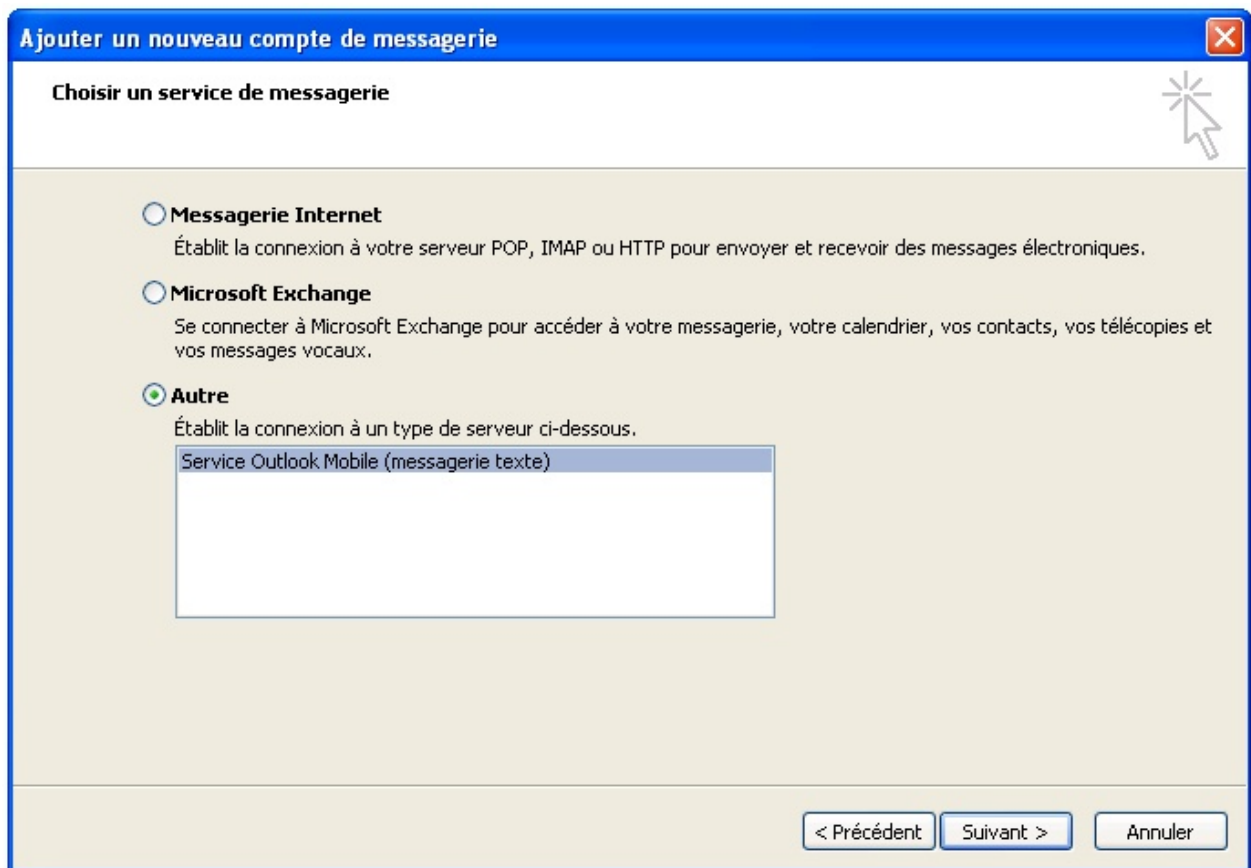 Ajouter un nouveau compte de messagerie
Choisir un service de messagerie
Messagerie Internet
Établit la connexion à votre serveur POP, IMAP ou HTTP pour envoyer et recevoir des messages électroniques.
Microsoft Exchange
Se connecter à Microsoft Exchange pour accéder à votre messagerie, votre calendrier, vos contacts, vos télécopies et
vos messages vocaux.
Autre
Établit la connexion à un type de serveur ci-dessous.
Service Outlook Mobile (messagerie texte)
< Précédent Suivant > Annuler